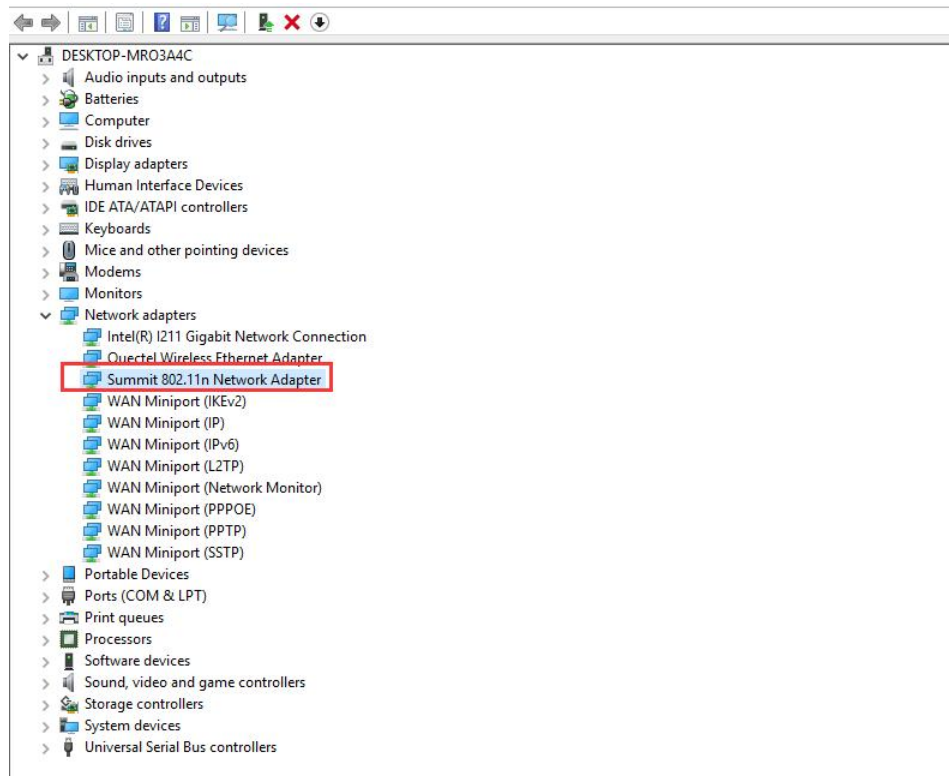 DESKTOP-MRO3A4C
Audio inputs and outputs
Batteries
Computer
Disk drives
Display adapters
Human Interface Devices
IDE ATA/ATAPI controllers
Keyboards
Mice and other pointing devices
Modems
Monitors
Network adapters
Intel(R) I211 Gigabit Network Connection
Quectel Wireless Ethernet Adapter
Summit 802.11n Network Adapter
WAN Miniport (IKEv2)
WAN Miniport (IP)
WAN Miniport (IPv6)
WAN Miniport (L2TP)
WAN Miniport (Network Monitor)
WAN Miniport (PPPOE)
WAN Miniport (PPTP)
WAN Miniport (SSTP)
Portable Devices
Ports (COM & LPT)
Print queues
Processors
Software devices
Sound, video and game controllers
Storage controllers
System devices
Universal Serial Bus controllers